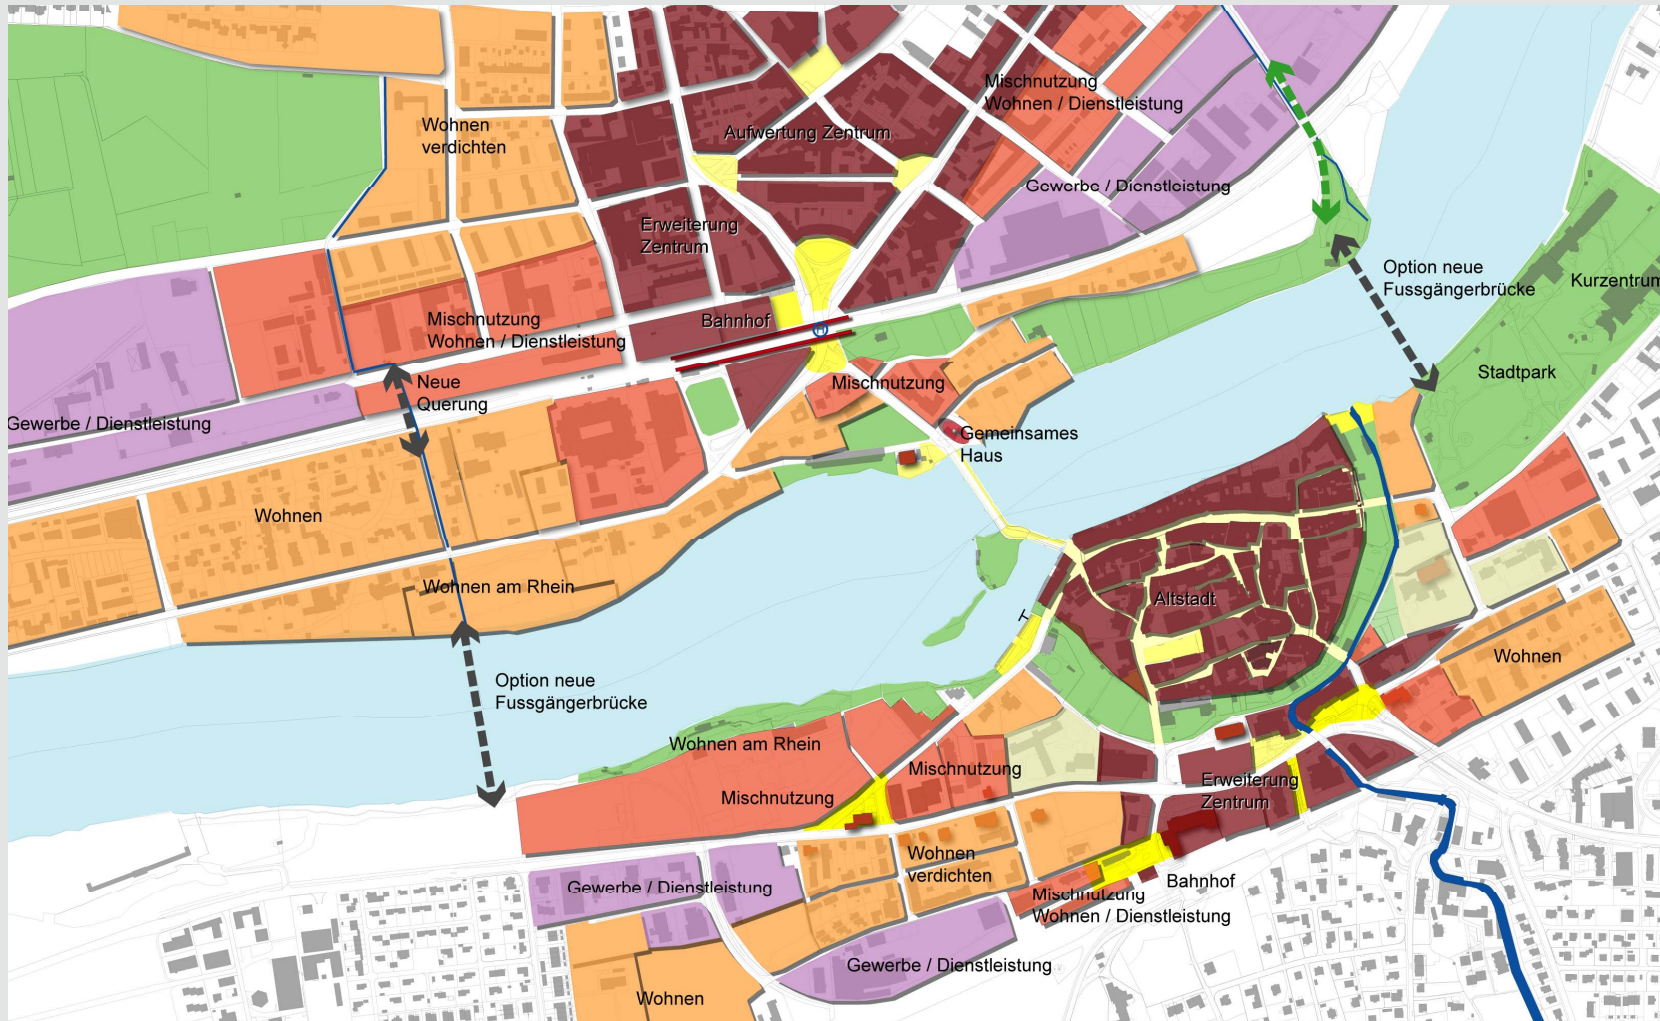 Mischnutzung
Wohnen / Dienstleistung
Wohnen
verdichten
Aufwertung Zentrum
Gewerbe / Dienstleistung
Erweiterung
Zentrum
Option neue
Fussgängerbrücke
Kurzentrum
Bahnhof
Mischnutzung
Wohnen / Dienstleistung
H
Stadtpark
Neue
Querung
Mischnutzung
Gewerbe / Dienstleistung
Gemeinsames
Haus
Wohnen
Wohnen am Rhein
Altstadt
Wohnen
Option neue
Fussgängerbrücke
Wohnen am Rhein
Mischnutzung
Mischnutzung
Erweiterung
Zentrum
Wohnen
verdichten
Gewerbe / Dienstleistung
Bahnhof
Mischnutzung
Wohnen / Dienstleistung
Gewerbe / Dienstleistung
Wohnen